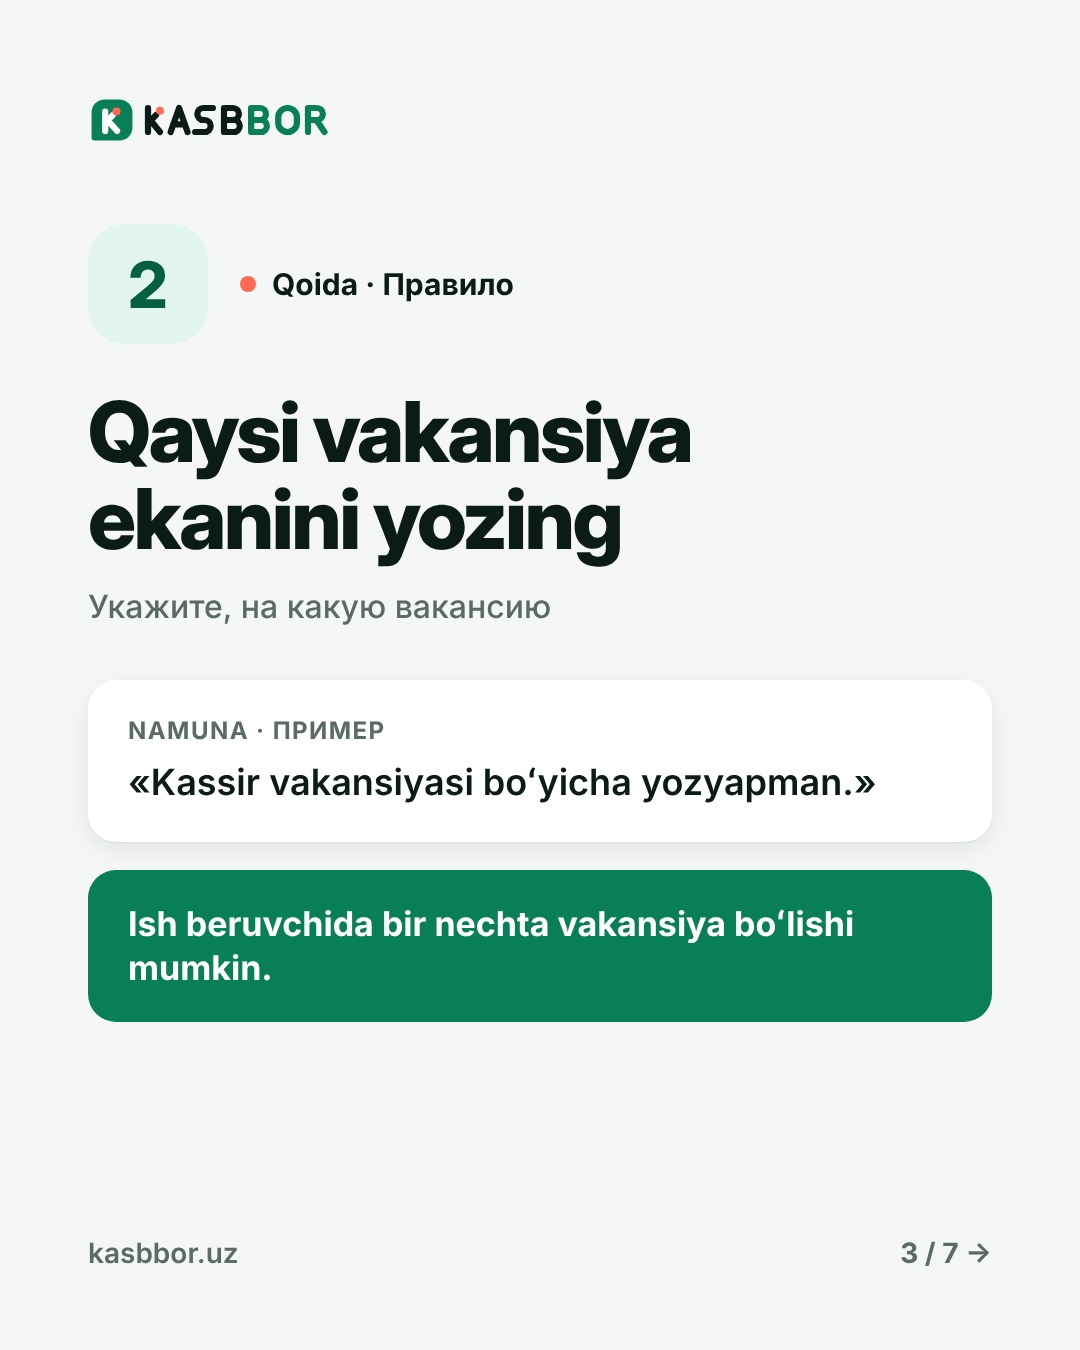 KASBBOR
2
Qoida · Правило
Qaysi vakansiya
ekanini yozing
Укажите, на какую вакансию
NAMUNA · ПРИМЕР
«Kassir vakansiyasi boʻyicha yozyapman.»
Ish beruvchida bir nechta vakansiya boʻlishi
mumkin.
kasbbor.uz
3 / 7 →